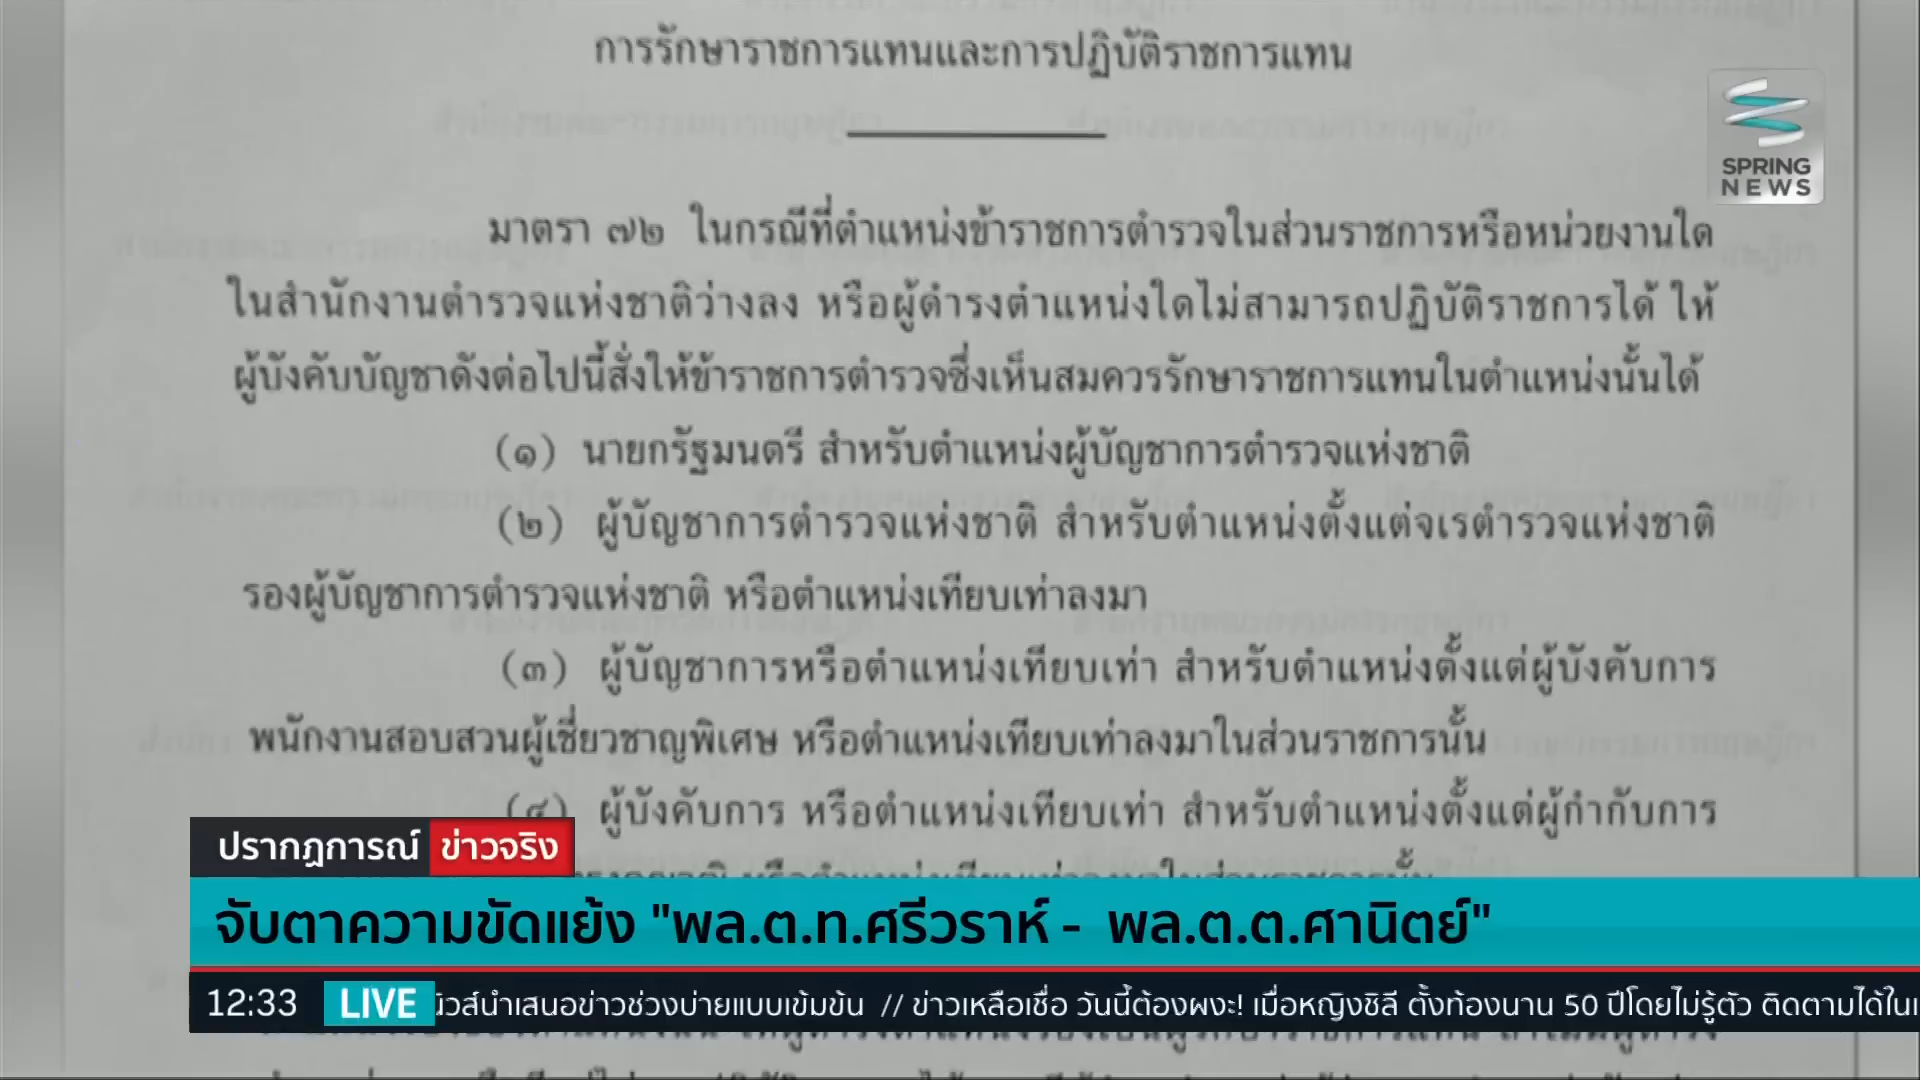 การรักษาราชการแทนและการปฏิบัติราชการแทน
SPRING
NEWS
มาตรา ๗๒ ในกรณีที่ตำแหน่งข้าราชการตำรวจในส่วนราชการหรือหน่วยงานใด
ในสำนักงานตำรวจแห่งชาติว่างลง หรือผู้ดำรงตำแหน่งใดไม่สามารถปฏิบัติราชการได้ ให้
ผู้บังคับบัญชาดังต่อไปนี้สั่งให้ข้าราชการตำรวจซึ่งเห็นสมควรรักษาราชการแทนในตำแหน่งนั้นได้
(๑) นายกรัฐมนตรี สำหรับตำแหน่งผู้บัญชาการตำรวจแห่งชาติ
(๒) ผู้บัญชาการตำรวจแห่งชาติ สำหรับตำแหน่งตั้งแต่จเรตำรวจแห่งชาติ
รองผู้บัญชาการตำรวจแห่งชาติ หรือตำแหน่งเทียบเท่าลงมา
(๓) ผู้บัญชาการหรือตำแหน่งเทียบเท่า สำหรับตำแหน่งตั้งแต่ผู้บังคับการ
พนักงานสอบสวนผู้เชี่ยวชาญพิเศษ หรือตำแหน่งเทียบเท่าลงมาในส่วนราชการนั้น
(๔) ผู้บังคับการ หรือตำแหน่งเทียบเท่า สำหรับตำแหน่งตั้งแต่ผู้กำกับการ
ปรากฏการณ์ ข่าวจริง
จับตาความขัดแย้ง "พล.ต.ท.ศรีวราห์ - พล.ต.ต.ศานิตย์"
12:33 LIVE นิวส์นำเสนอข่าวช่วงบ่ายแบบเข้มข้น // ข่าวเหลือเชื่อ วันนี้ต้องผงะ! เมื่อหญิงชิลี ตั้งท้องนาน 50 ปีโดยไม่รู้ตัว ติดตามได้ใน